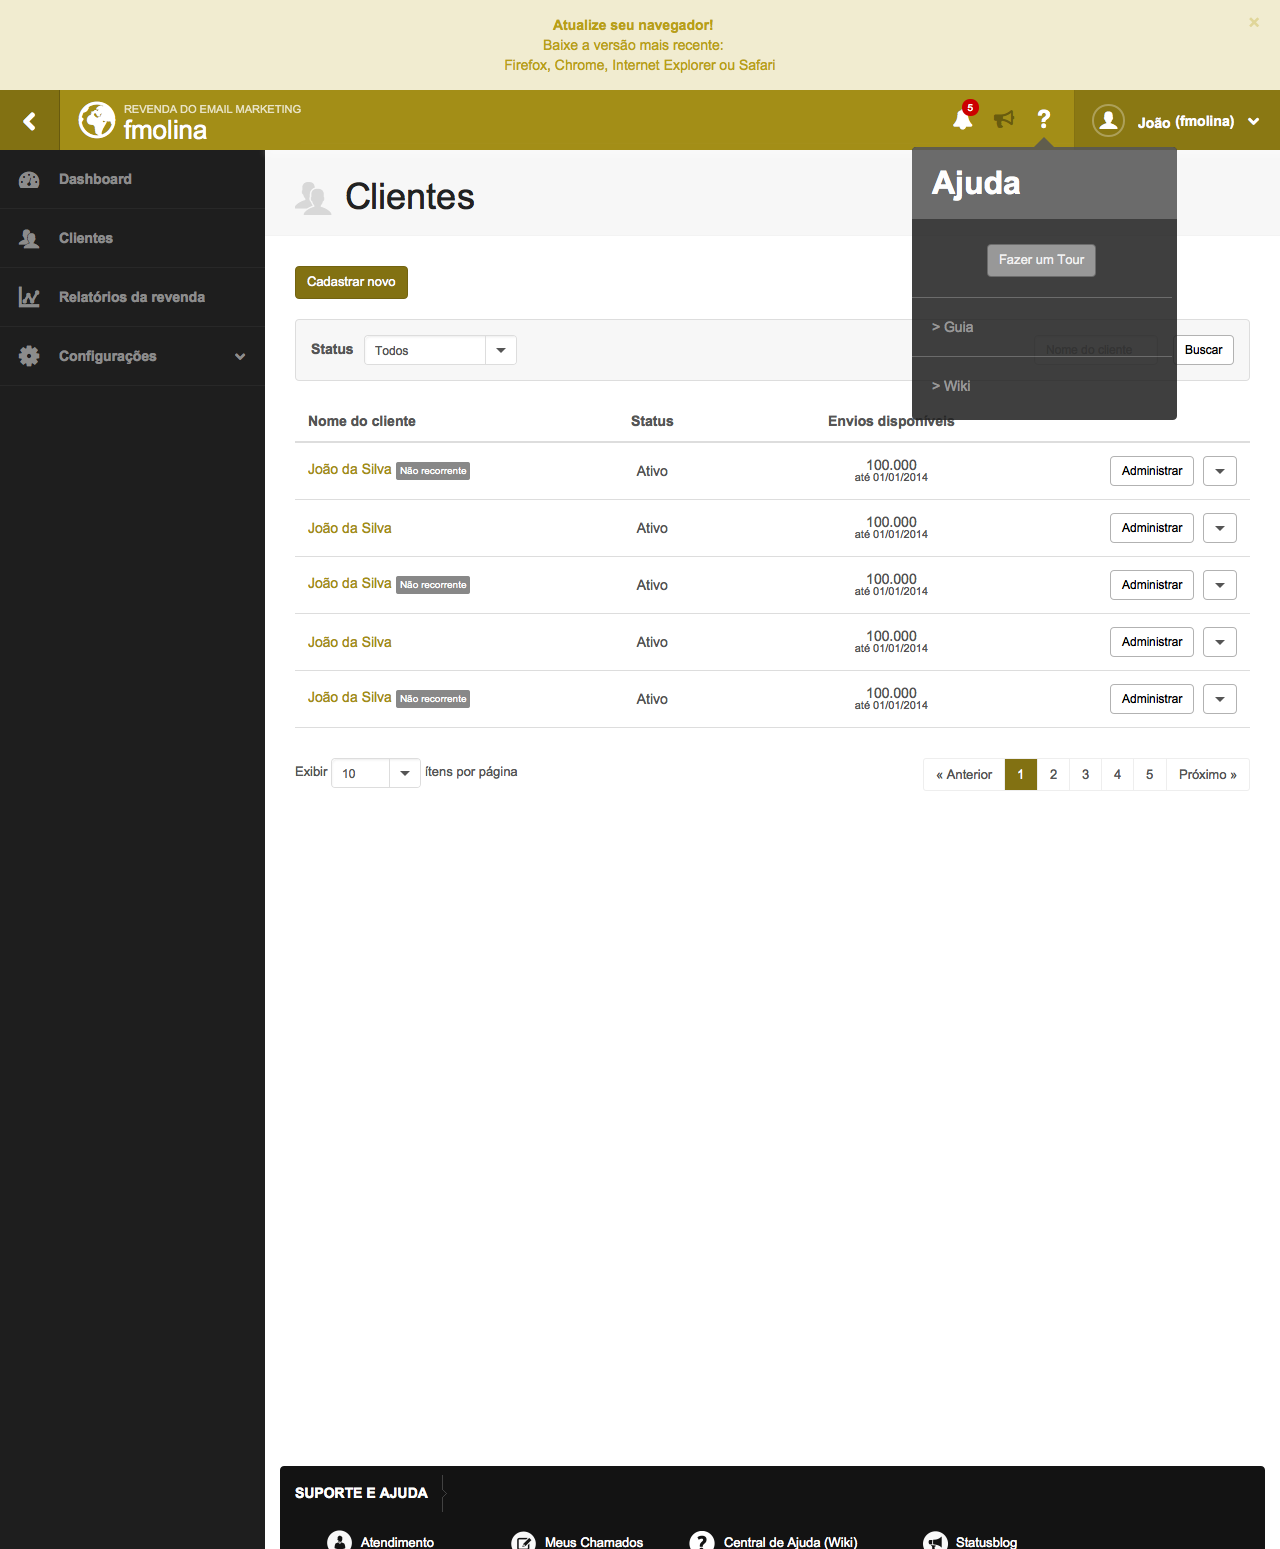 Atualize seu navegador!
×
Baixe a versão mais recente:
Firefox, Chrome, Internet Explorer ou Safari
REVENDA DO EMAIL MARKETING
fmolina
5
?
João (fmolina)
Dashboard
Clientes
Relatórios da revenda
Configurações
Clientes
Ajuda
Fazer um Tour
> Guia
> Wiki
Cadastrar novo
Status
Todos
Nome do cliente
Buscar
Nome do cliente Status Envios disponíveis
João da Silva Não recorrente Ativo 100.000 até 01/01/2014 Administrar
João da Silva Ativo 100.000 até 01/01/2014 Administrar
João da Silva Não recorrente Ativo 100.000 até 01/01/2014 Administrar
João da Silva Ativo 100.000 até 01/01/2014 Administrar
João da Silva Não recorrente Ativo 100.000 até 01/01/2014 Administrar
Exibir 10 ítens por página
« Anterior 1 2 3 4 5 Próximo »
SUPORTE E AJUDA
Atendimento
Meus Chamados
? Central de Ajuda (Wiki)
Statusblog